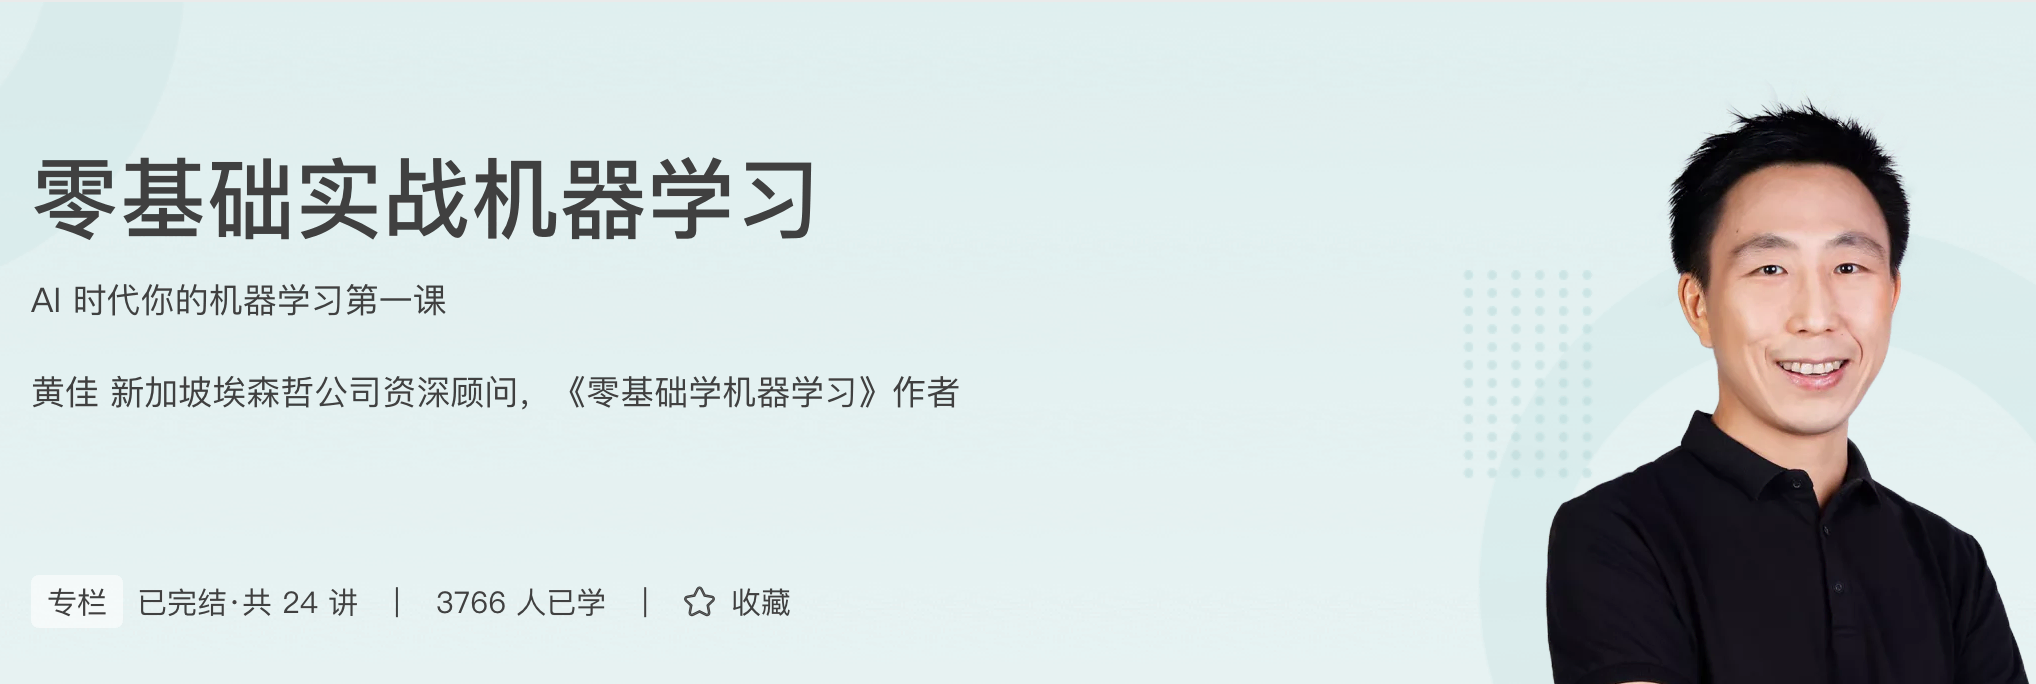 零基础实战机器学习
AI 时代你的机器学习第一课
黄佳 新加坡埃森哲公司资深顾问，《零基础学机器学习》作者
专栏 已完结·共 24 讲 | 3766 人已学 | 收藏